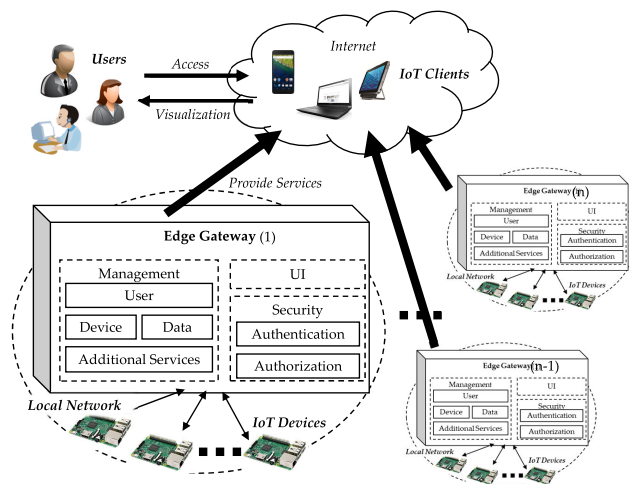 Users
Access
Visualization
Internet
IoT Clients
Provide Services
Edge Gateway (1)
Management
User
Device
Data
Additional Services
UI
Security
Authentication
Authorization
Local Network
IoT Devices
Edge Gateway (n)
Management
User
Device
Data
Additional Services
UI
Security
Authentication
Authorization
Local Network
IoT Devices
Edge Gateway (n-1)
Management
User
Device
Data
Additional Services
UI
Security
Authentication
Authorization
Local Network
IoT Devices